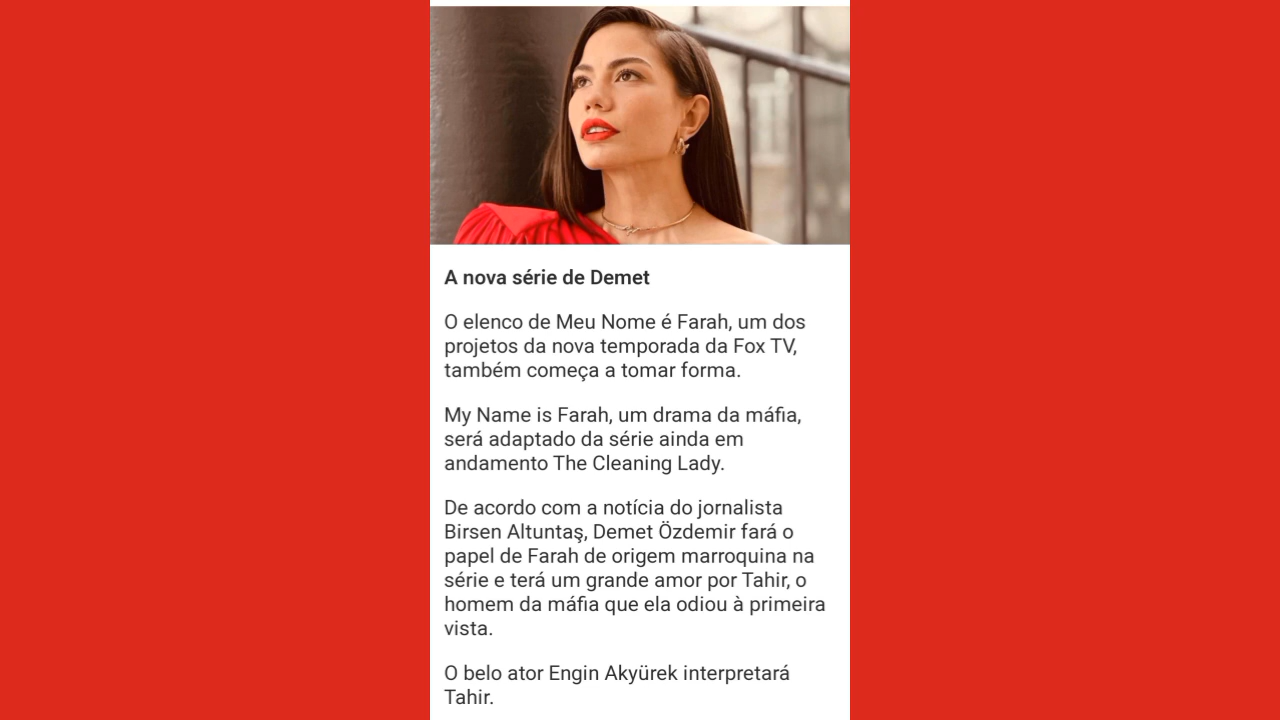 A nova série de Demet
O elenco de Meu Nome é Farah, um dos
projetos da nova temporada da Fox TV,
também começa a tomar forma.
My Name is Farah, um drama da máfia,
será adaptado da série ainda em
andamento The Cleaning Lady.
De acordo com a notícia do jornalista
Birsen Altuntaş, Demet Özdemir fará o
papel de Farah de origem marroquina na
série e terá um grande amor por Tahir, o
homem da máfia que ela odiou à primeira
vista.
O belo ator Engin Akyürek interpretará
Tahir.